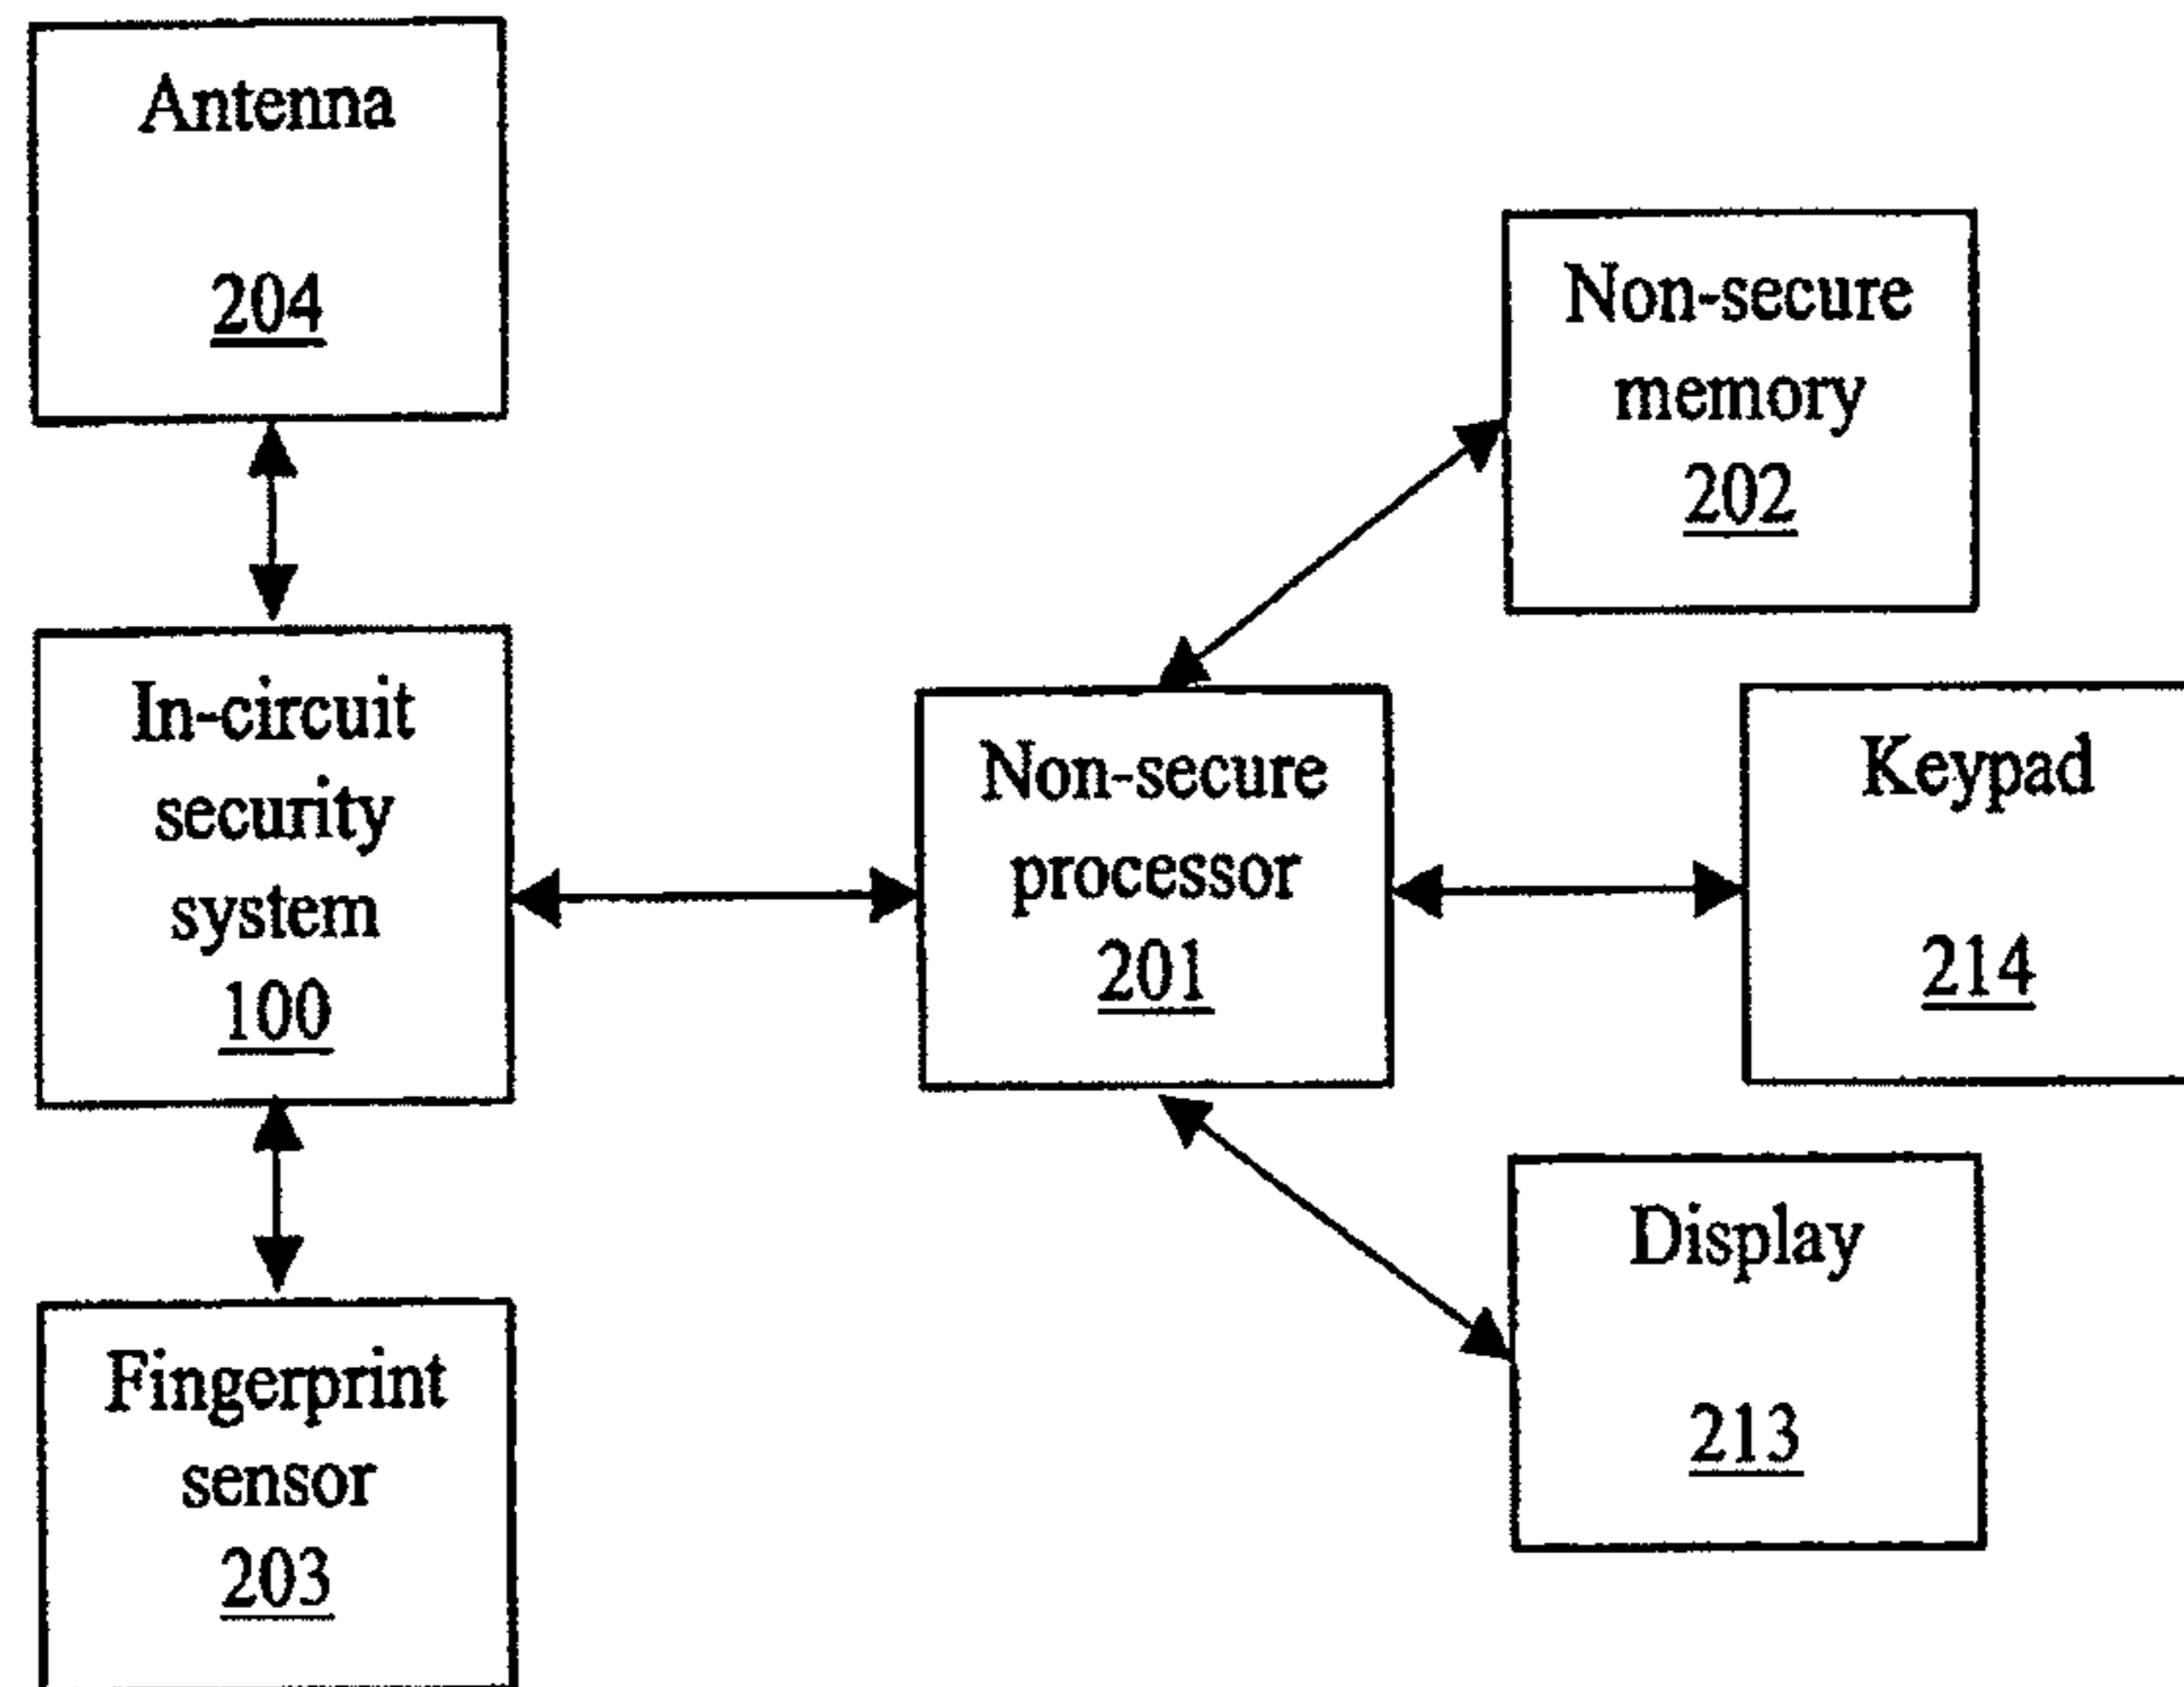 Antenna
204
Non-secure
memory
202
In-circuit
security
system
100
Non-secure
processor
201
Keypad
214
Fingerprint
sensor
203
Display
213